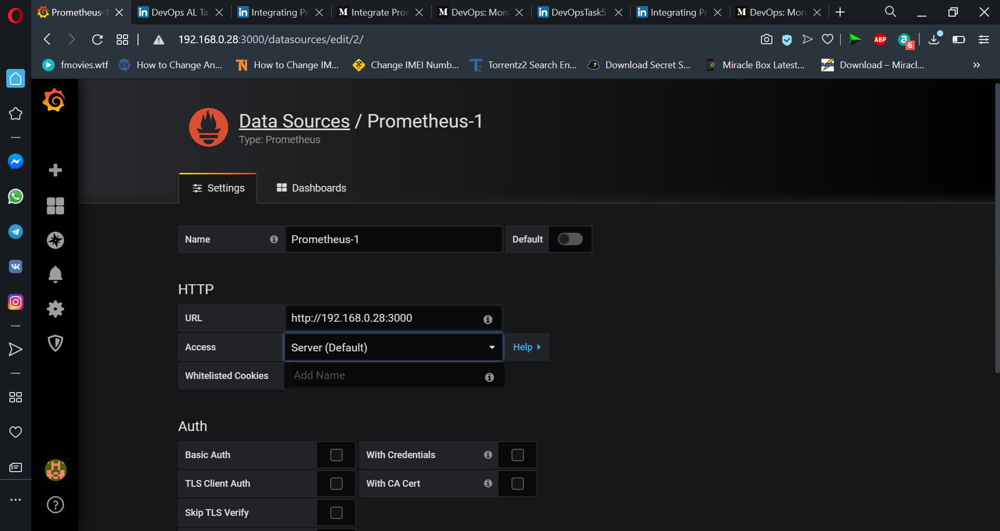 Prometheus-1
DevOps AL Ta
Integrating Pr
M Integrate Prom
M DevOps: Moni
DevOpsTask5
Integrating Pr
M DevOps: Moni
192.168.0.28:3000/datasources/edit/2/
ABP
a
6
fmovies.wtf
How to Change An...
How to Change IM...
Change IMEI Numb...
Torrentz2 Search En...
Download Secret S...
Miracle Box Latest...
Download – Miracl...
Data Sources / Prometheus-1
Type: Prometheus
Settings
Dashboards
Name
Prometheus-1
Default
HTTP
URL
http://192.168.0.28:3000
Access
Server (Default)
Help
Whitelisted Cookies
Add Name
Auth
Basic Auth
With Credentials
TLS Client Auth
With CA Cert
Skip TLS Verify